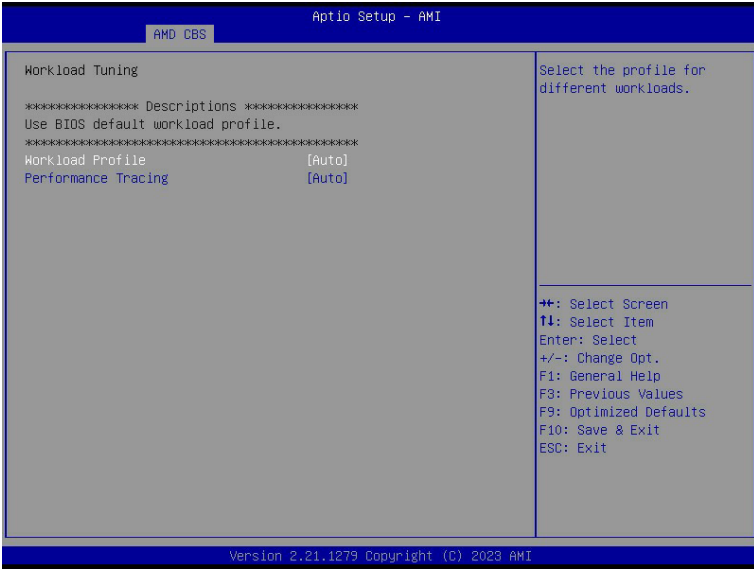 Aptio Setup - AMI
AMD CBS
Workload Tuning
**************** Descriptions ****************
Use BIOS default workload profile.
**********************************************
Workload Profile [Auto]
Performance Tracing [Auto]
Select the profile for
different workloads.
→←: Select Screen
↑↓: Select Item
Enter: Select
+/-: Change Opt.
F1: General Help
F3: Previous Values
F9: Optimized Defaults
F10: Save & Exit
ESC: Exit
Version 2.21.1279 Copyright (C) 2023 AMI